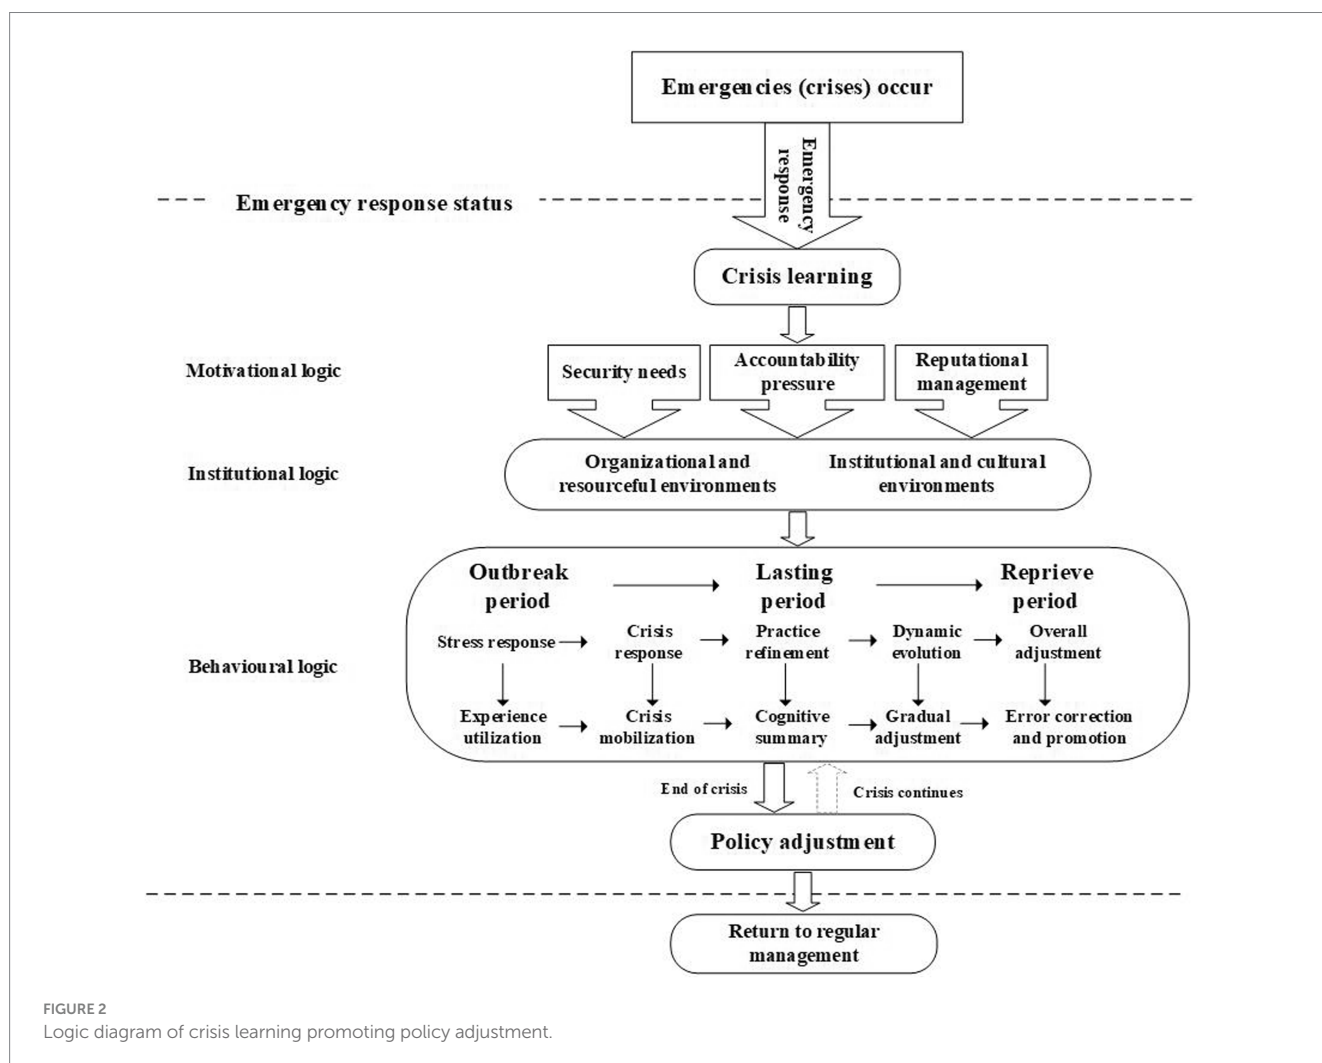 Emergencies (crises) occur
Emergency
response
Emergency response status
Crisis learning
Motivational logic
Security needs
Accountability
pressure
Reputational
management
Institutional logic
Organizational and
resourceful environments
Institutional and cultural
environments
Behavioural logic
Outbreak
period
Lasting
period
Reprieve
period
Stress response
Crisis
response
Practice
refinement
Dynamic
evolution
Overall
adjustment
Experience
utilization
Crisis
mobilization
Cognitive
summary
Gradual
adjustment
Error correction
and promotion
End of crisis
Crisis continues
Policy adjustment
Return to regular
management
FIGURE 2
Logic diagram of crisis learning promoting policy adjustment.